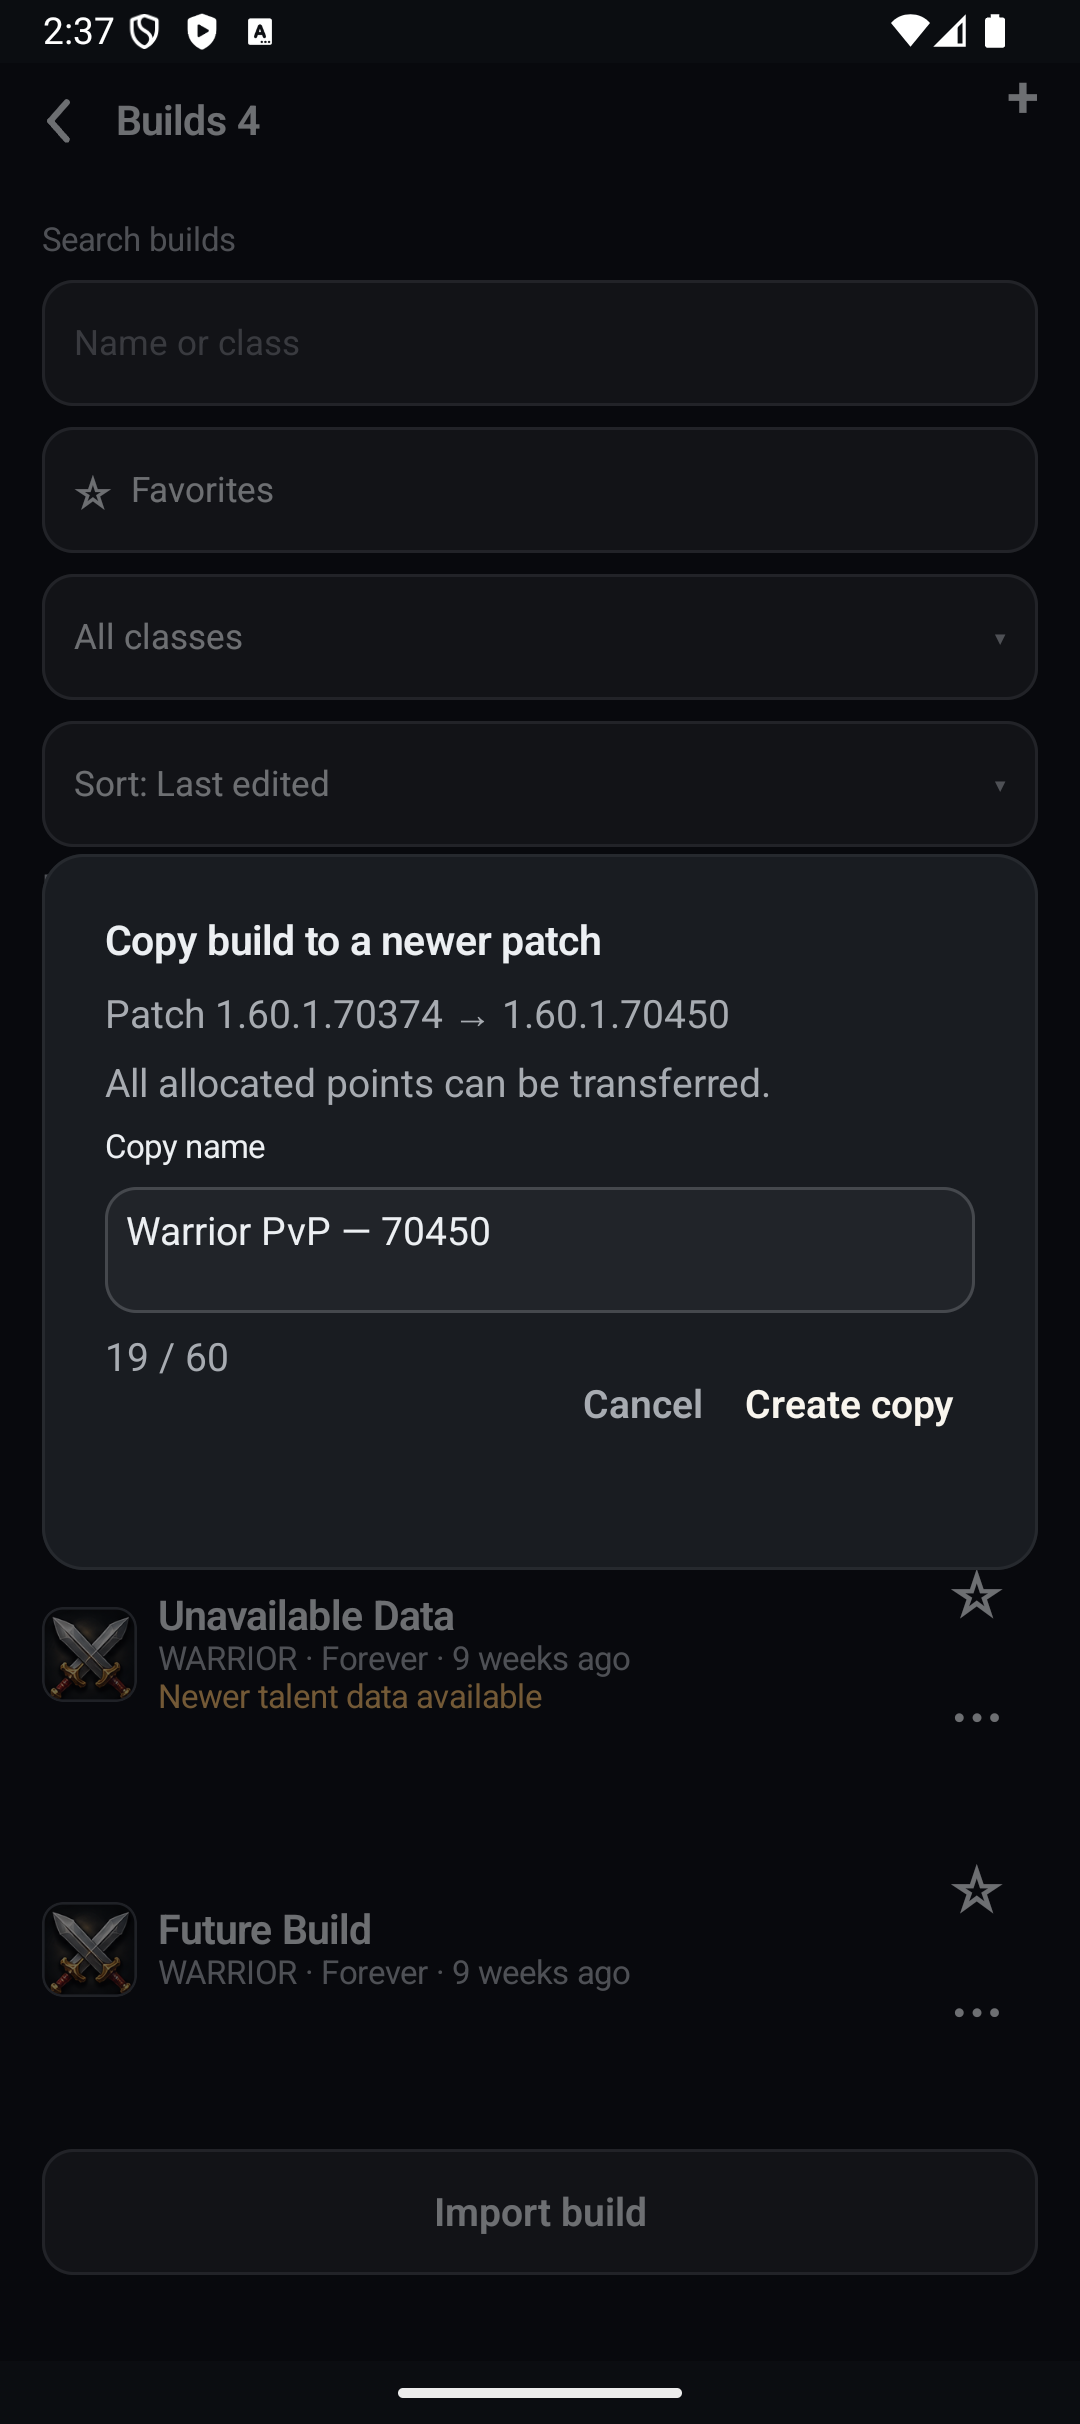 2:37
Builds 4
+
Search builds
Name or class
Favorites
All classes
Sort: Last edited
Copy build to a newer patch
Patch 1.60.1.70374 → 1.60.1.70450
All allocated points can be transferred.
Copy name
Warrior PvP — 70450
19 / 60
Cancel Create copy
Unavailable Data
WARRIOR · Forever · 9 weeks ago
Newer talent data available
Future Build
WARRIOR · Forever · 9 weeks ago
Import build